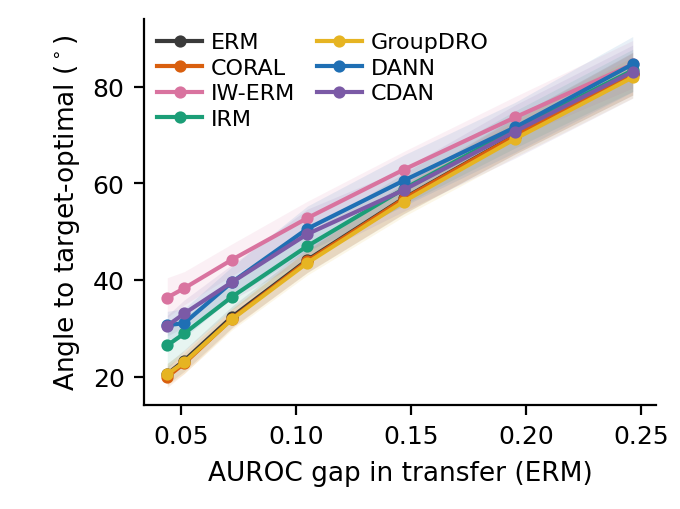 ERM
CORAL
IW-ERM
IRM
GroupDRO
DANN
CDAN
Angle to target-optimal (°)
80
60
40
20
0.05 0.10 0.15 0.20 0.25
AUROC gap in transfer (ERM)